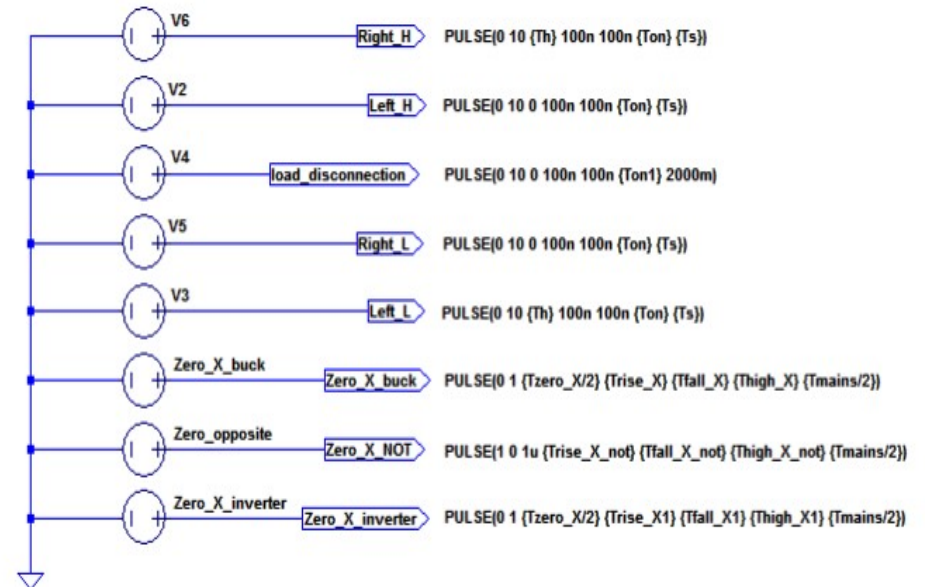 V6
Right_H PULSE(0 10 {Th} 100n 100n {Ton} {Ts})
V2
Left_H PULSE(0 10 0 100n 100n {Ton} {Ts})
V4
load_disconnection PULSE(0 10 0 100n 100n {Ton1} 2000m)
V5
Right_L PULSE(0 10 0 100n 100n {Ton} {Ts})
V3
Left_L PULSE(0 10 {Th} 100n 100n {Ton} {Ts})
Zero_X_buck
Zero_X_buck PULSE(0 1 {Tzero_X/2} {Trise_X} {Tfall_X} {Thigh_X} {Tmains/2})
Zero_opposite
Zero_X_NOT PULSE(1 0 1u {Trise_X_not} {Tfall_X_not} {Thigh_X_not} {Tmains/2})
Zero_X_inverter
Zero_X_inverter PULSE(0 1 {Tzero_X/2} {Trise_X1} {Tfall_X1} {Thigh_X1} {Tmains/2})